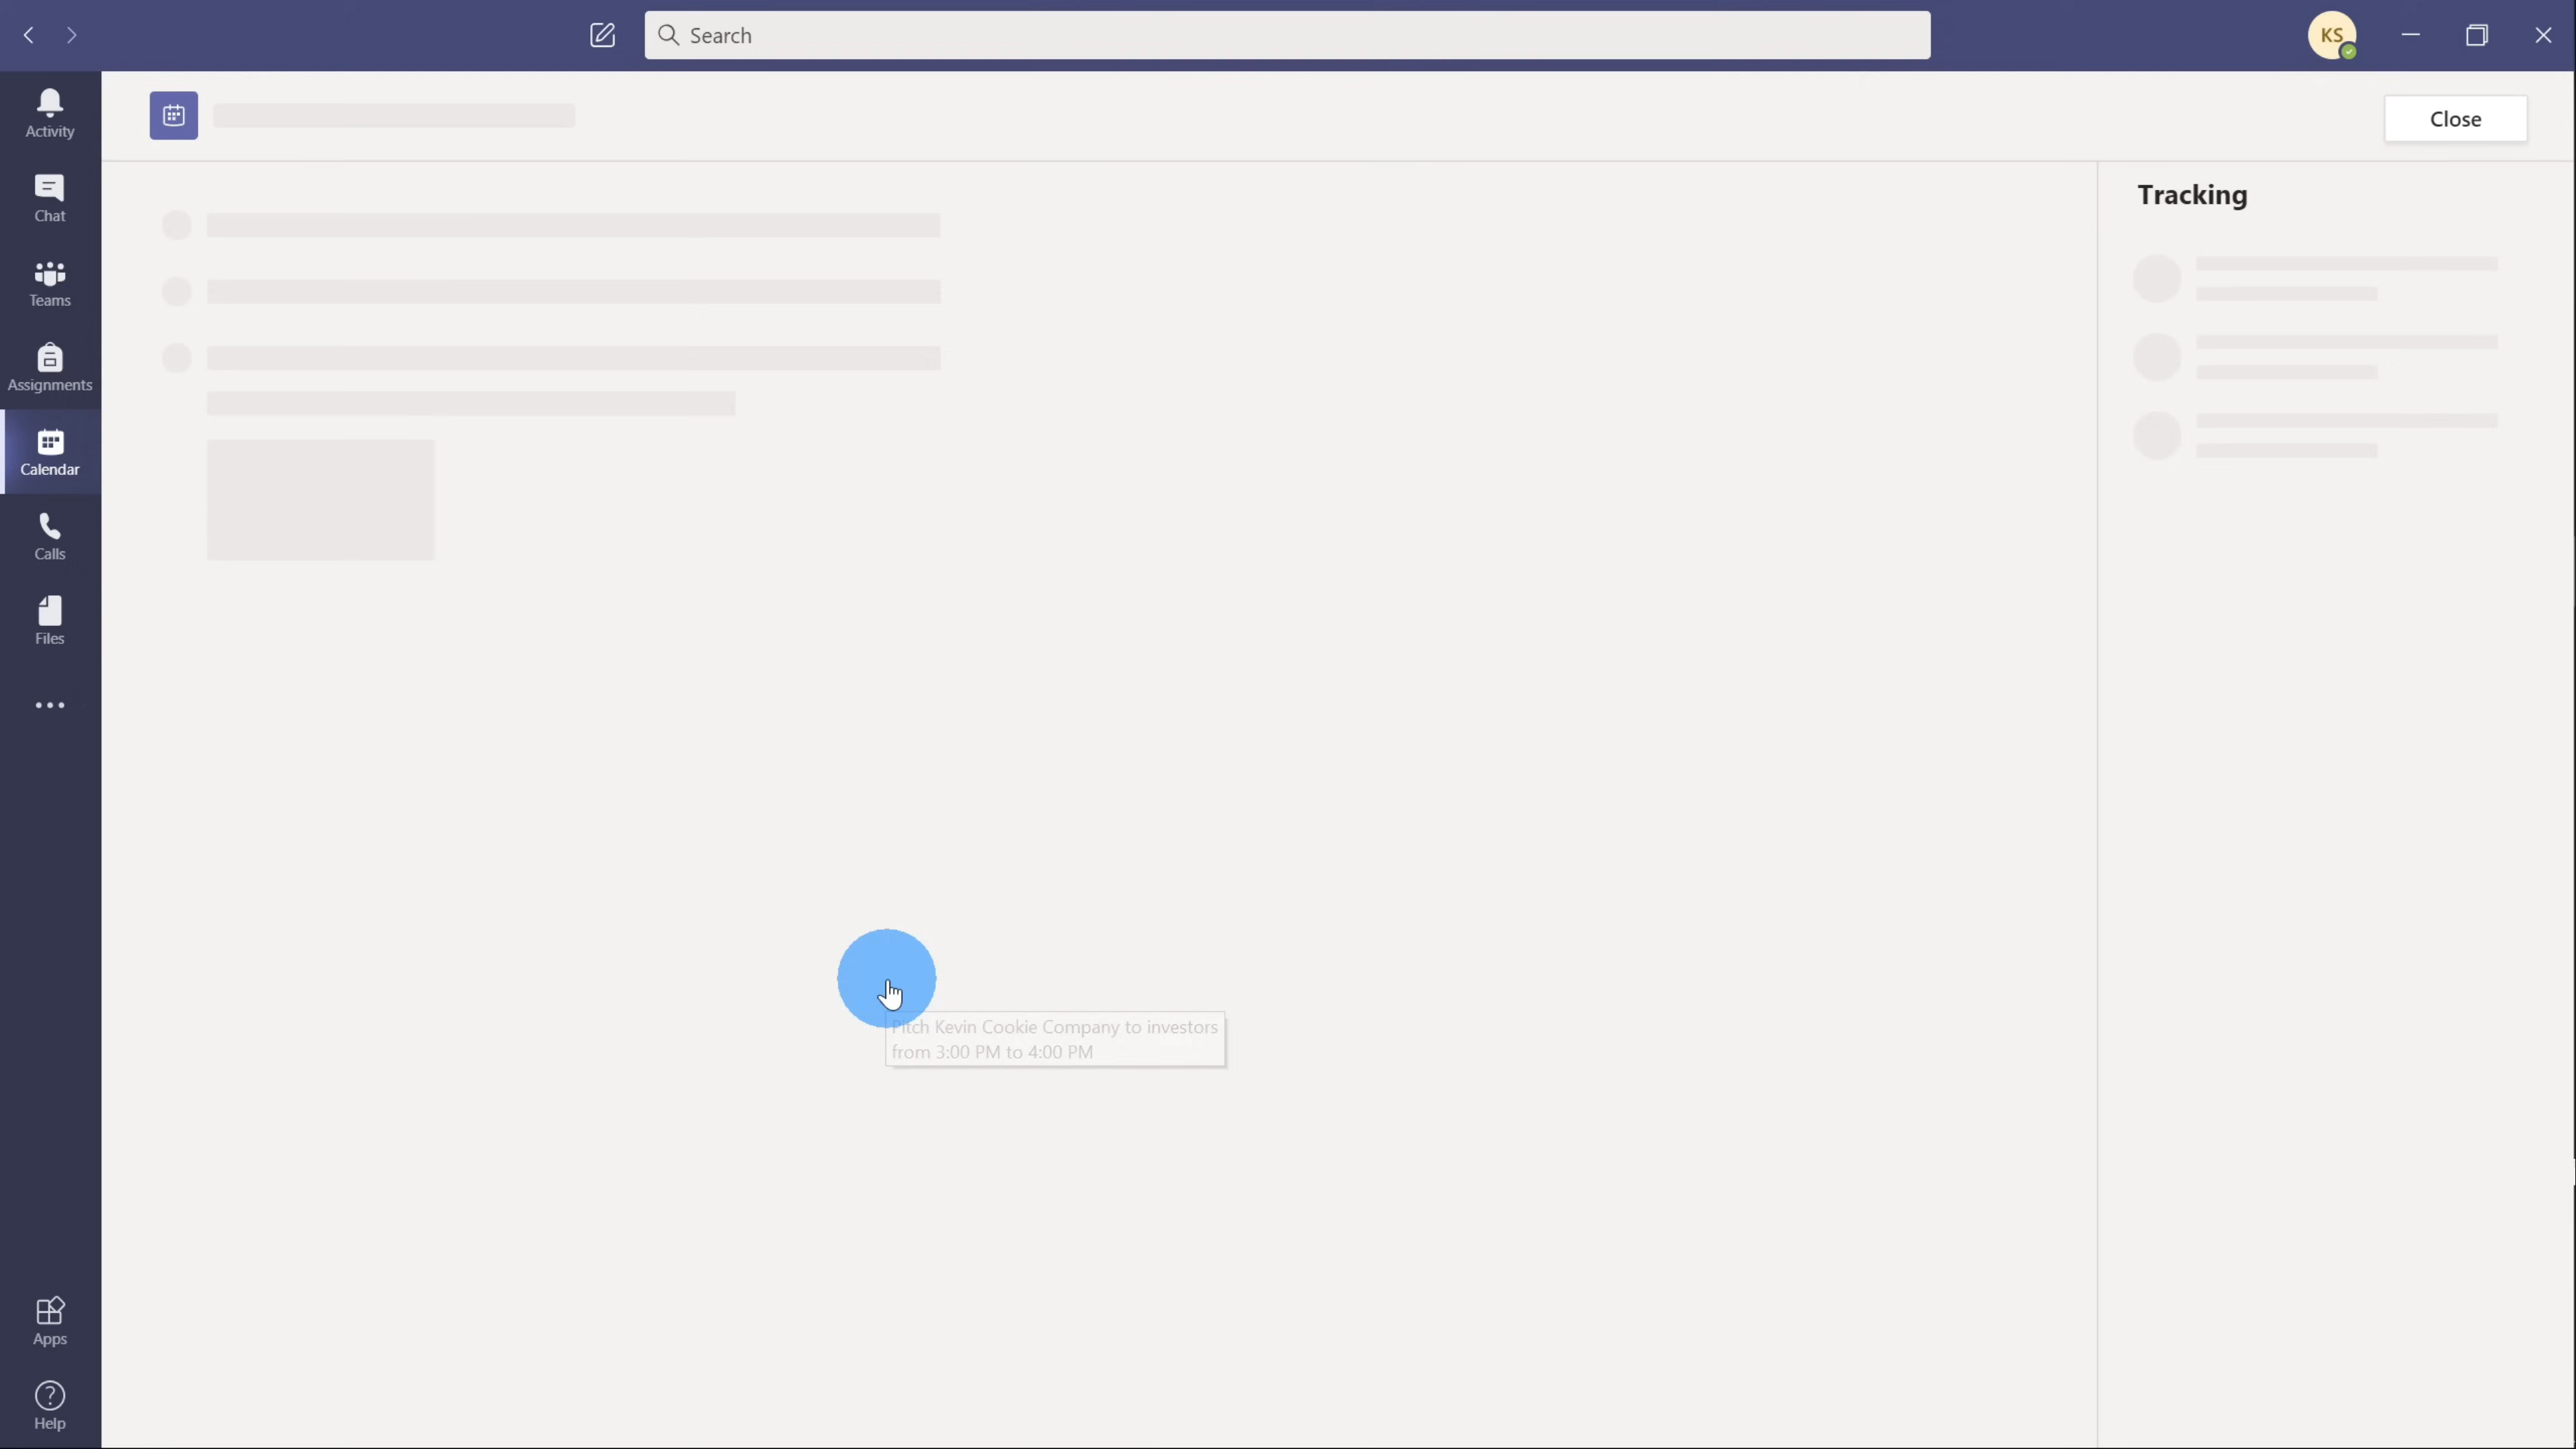 Search
KS
Activity
Chat
Teams
Assignments
Calendar
Calls
Files
Apps
Help
Close
Tracking
Pitch Kevin Cookie Company to investors
from 3:00 PM to 4:00 PM